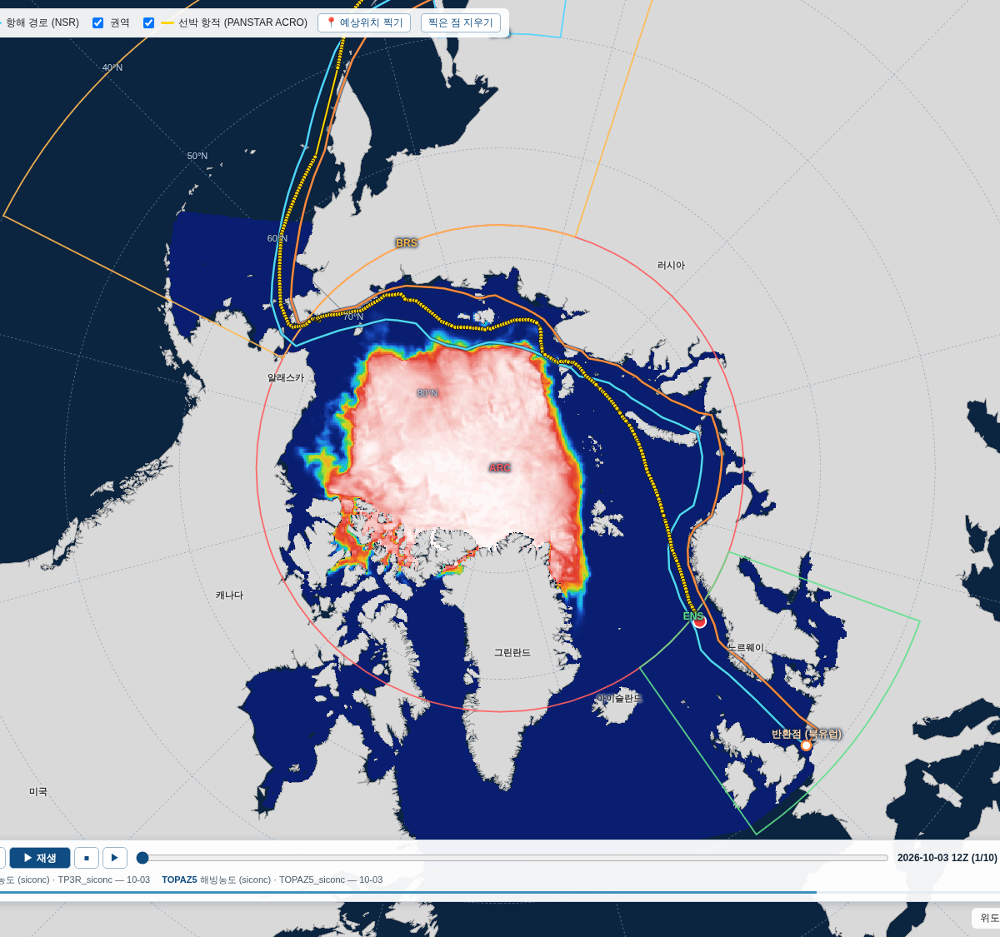 항해 경로 (NSR) 권역 선박 항적 (PANSTAR ACRO) 📍 예상위치 찍기 찍은 점 지우기
40°N
50°N
60°N
BRS
러시아
70°N
알래스카
80°N
ARC
캐나다
ENS
노르웨이
그린란드
아이슬란드
반환점 (북유럽)
미국
▶ 재생 ■ ▶ 2026-10-03 12Z (1/10)
농도 (siconc) · TP3R_siconc — 10-03 TOPAZ5 해빙농도 (siconc) · TOPAZ5_siconc — 10-03
위도